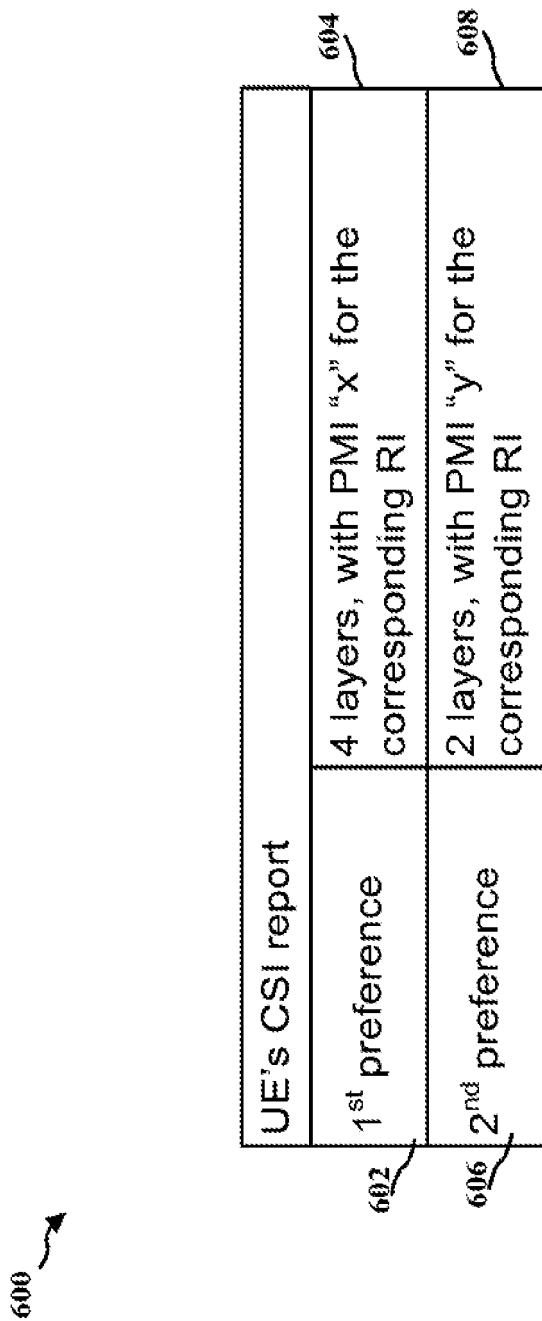 600
UE's CSI report
602
1st preference
4 layers, with PMI “x” for the
corresponding RI
604
606
2nd preference
2 layers, with PMI “y” for the
corresponding RI
608